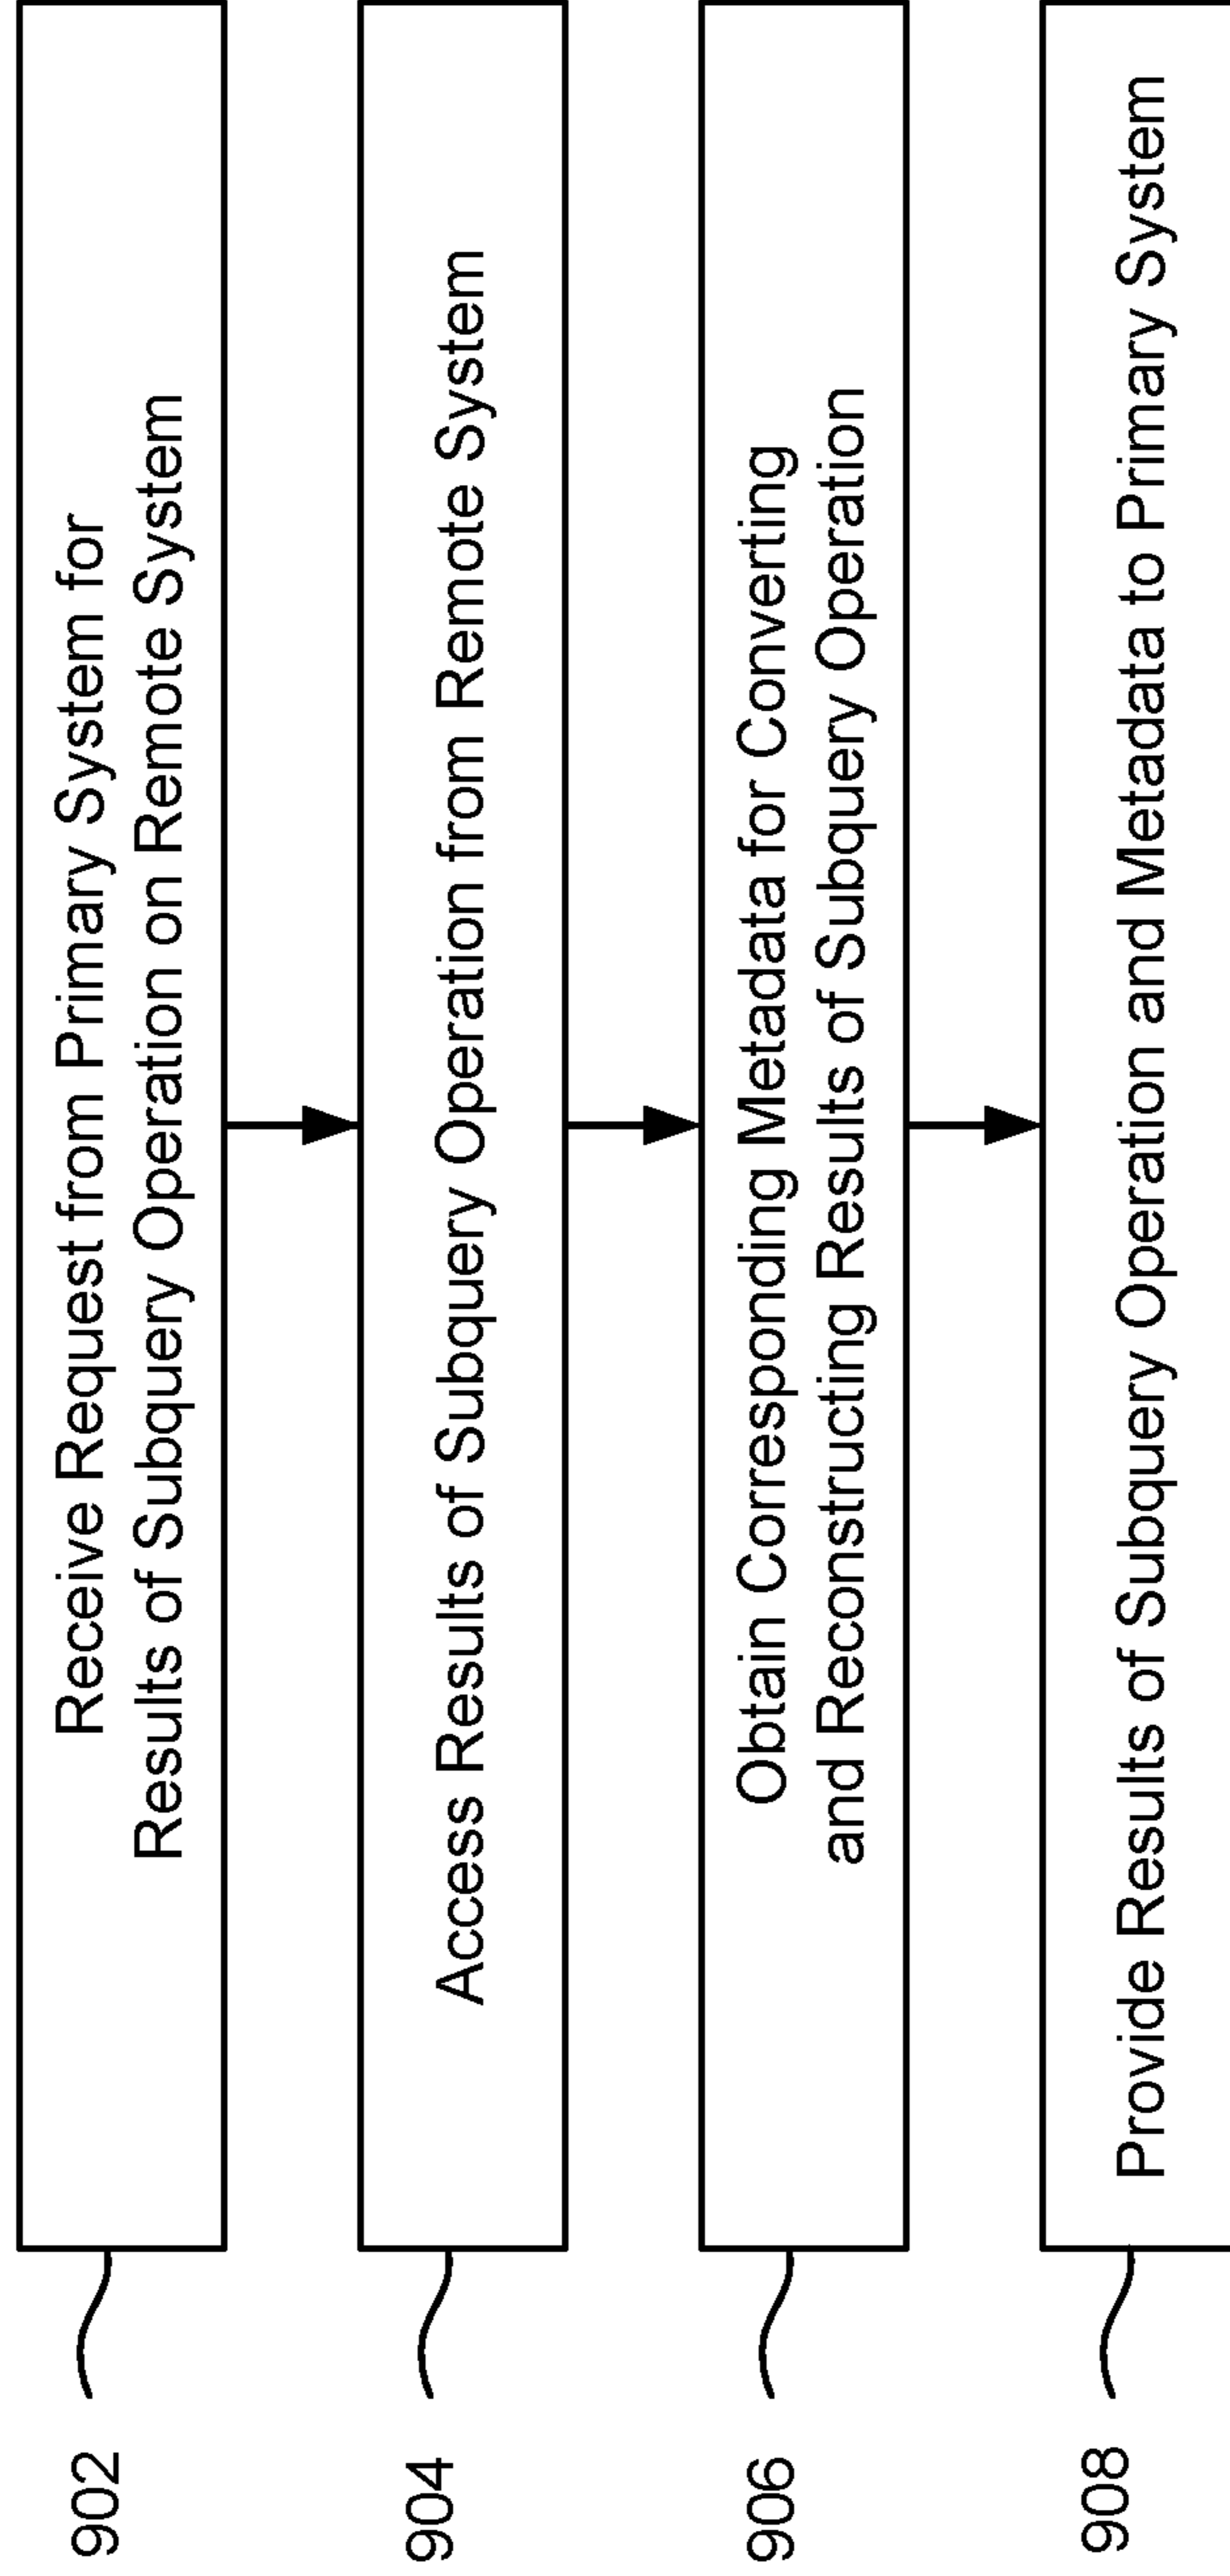 902
Receive Request from Primary System for
Results of Subquery Operation on Remote System
904
Access Results of Subquery Operation from Remote System
906
Obtain Corresponding Metadata for Converting
and Reconstructing Results of Subquery Operation
908
Provide Results of Subquery Operation and Metadata to Primary System